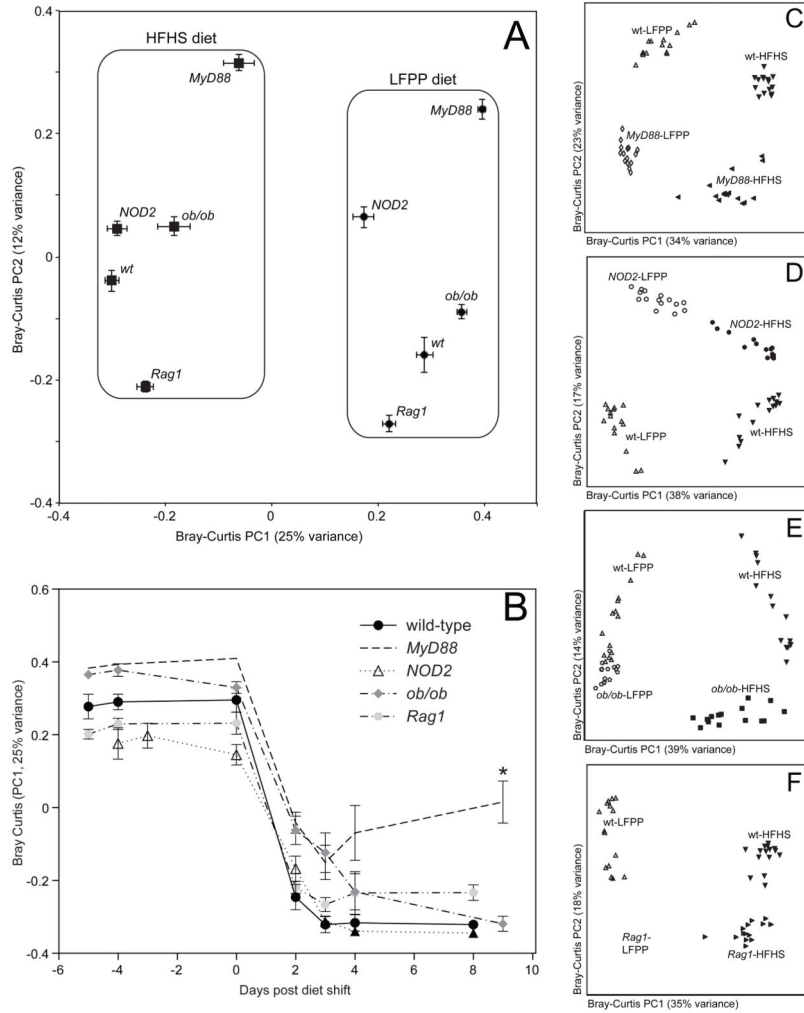 A
HFHS diet
LFPP diet
MyD88
MyD88
NOD2
ob/ob
wt
Rag1
NOD2
ob/ob
wt
Rag1
0.4
0.2
0
-0.2
-0.4
Bray-Curtis PC2 (12% variance)
-0.4
-0.2
0
0.2
0.4
Bray-Curtis PC1 (25% variance)
B
wild-type
MyD88
NOD2
ob/ob
Rag1
*
0.6
0.4
0.2
0
-0.2
-0.4
Bray Curtis (PC1, 25% variance)
-6
-4
-2
0
2
4
6
8
10
Days post diet shift
C
wt-LFPP
wt-HFHS
MyD88-LFPP
MyD88-HFHS
Bray-Curtis PC2 (23% variance)
Bray-Curtis PC1 (34% variance)
D
NOD2-LFPP
NOD2-HFHS
wt-LFPP
wt-HFHS
Bray-Curtis PC2 (17% variance)
Bray-Curtis PC1 (38% variance)
E
wt-LFPP
wt-HFHS
ob/ob-LFPP
ob/ob-HFHS
Bray-Curtis PC2 (14% variance)
Bray-Curtis PC1 (39% variance)
F
wt-LFPP
wt-HFHS
Rag1-
LFPP
Rag1-HFHS
Bray-Curtis PC2 (18% variance)
Bray-Curtis PC1 (35% variance)